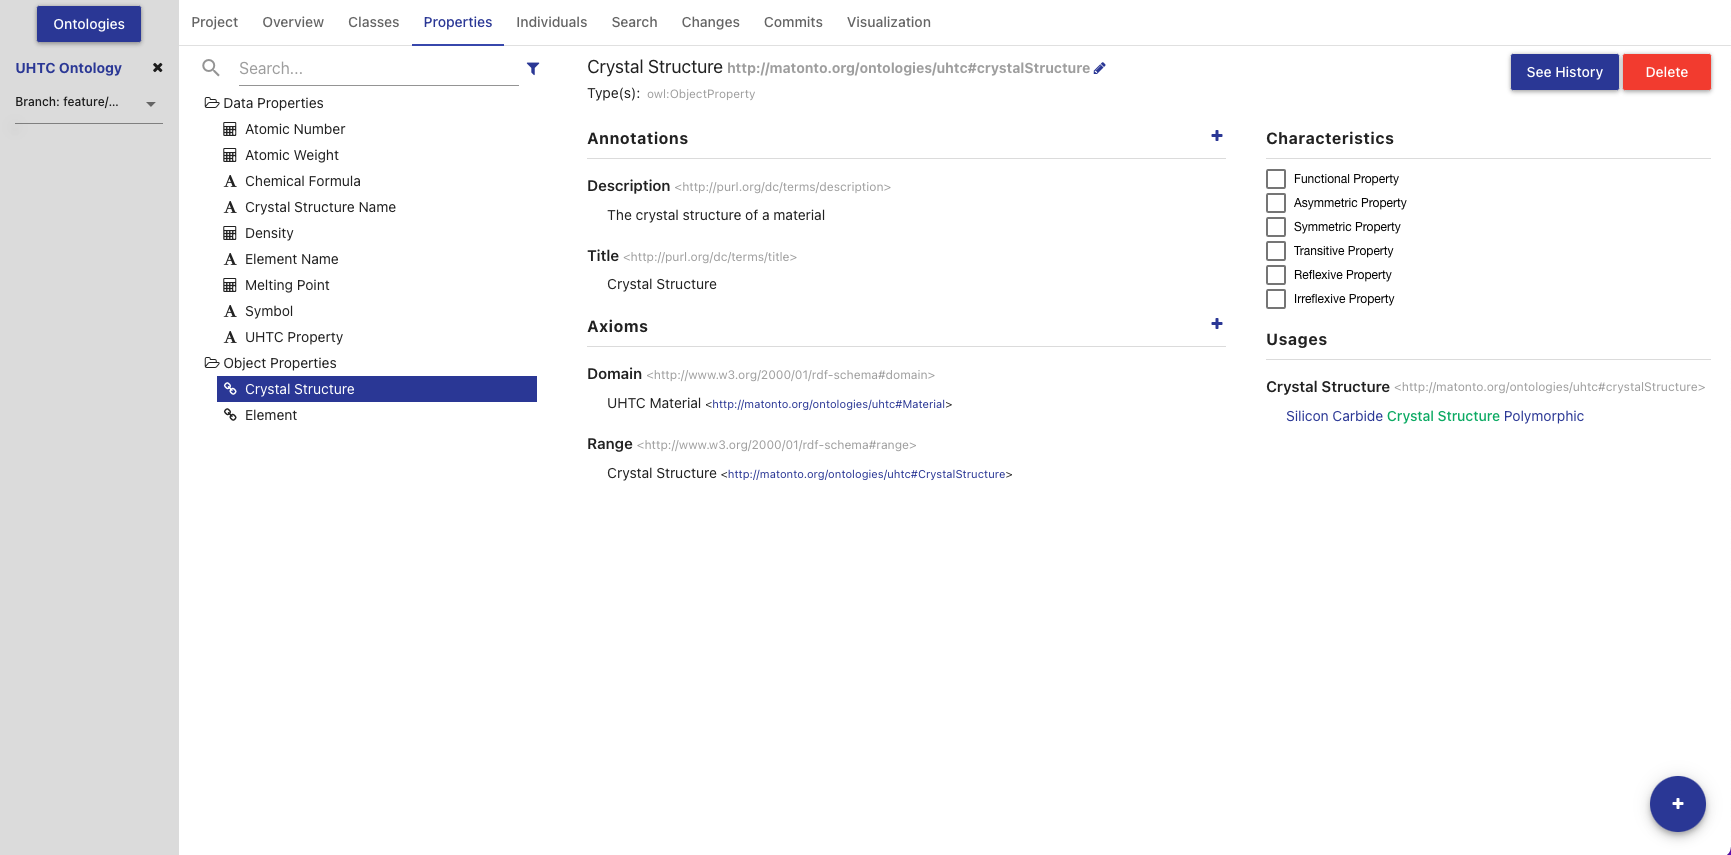 Ontologies
UHTC Ontology
Branch: feature/...
Project Overview Classes Properties Individuals Search Changes Commits Visualization
Search...
Data Properties
Atomic Number
Atomic Weight
Chemical Formula
Crystal Structure Name
Density
Element Name
Melting Point
Symbol
UHTC Property
Object Properties
Crystal Structure
Element
Crystal Structure http://matonto.org/ontologies/uhtc#crystalStructure
Type(s): owl:ObjectProperty
See History
Delete
Annotations
Description <http://purl.org/dc/terms/description>
The crystal structure of a material
Title <http://purl.org/dc/terms/title>
Crystal Structure
Axioms
Domain <http://www.w3.org/2000/01/rdf-schema#domain>
UHTC Material <http://matonto.org/ontologies/uhtc#Material>
Range <http://www.w3.org/2000/01/rdf-schema#range>
Crystal Structure <http://matonto.org/ontologies/uhtc#CrystalStructure>
Characteristics
Functional Property
Asymmetric Property
Symmetric Property
Transitive Property
Reflexive Property
Irreflexive Property
Usages
Crystal Structure <http://matonto.org/ontologies/uhtc#crystalStructure>
Silicon Carbide Crystal Structure Polymorphic